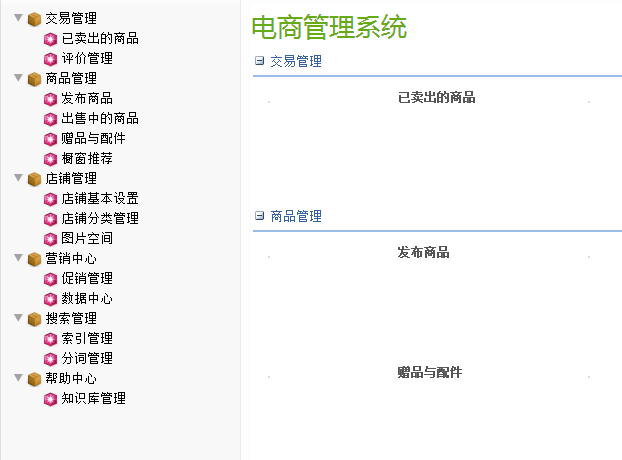 交易管理
已卖出的商品
评价管理
商品管理
发布商品
出售中的商品
赠品与配件
橱窗推荐
店铺管理
店铺基本设置
店铺分类管理
图片空间
营销中心
促销管理
数据中心
搜索管理
索引管理
分词管理
帮助中心
知识库管理
电商管理系统
交易管理
已卖出的商品
商品管理
发布商品
赠品与配件